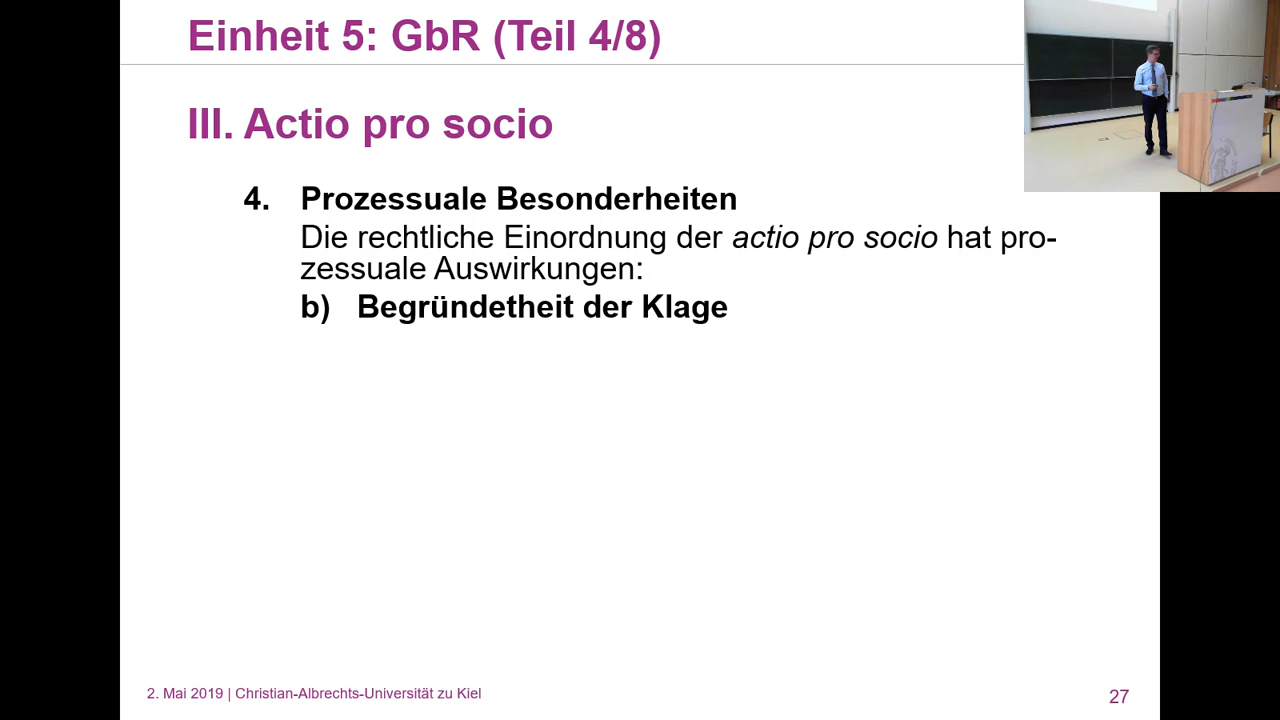 Einheit 5: GbR (Teil 4/8)
III. Actio pro socio
4. Prozessuale Besonderheiten
Die rechtliche Einordnung der actio pro socio hat pro-
zessuale Auswirkungen:
b) Begründetheit der Klage
2. Mai 2019 | Christian-Albrechts-Universität zu Kiel
27